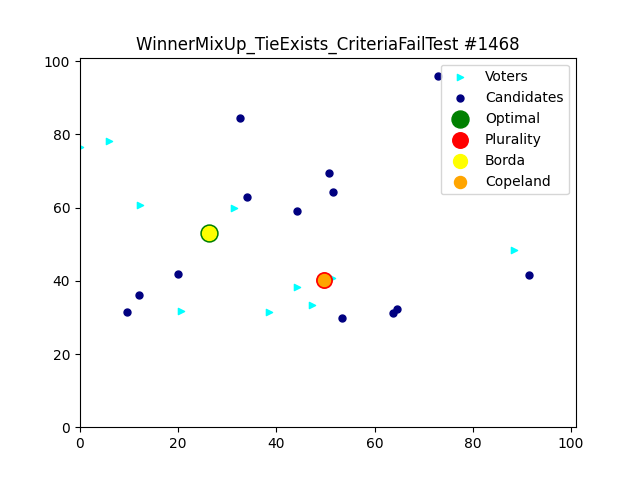 WinnerMixUp_TieExists_CriteriaFailTest #1468
Voters
Candidates
Optimal
Plurality
Borda
Copeland
100
80
60
40
20
0
0 20 40 60 80 100